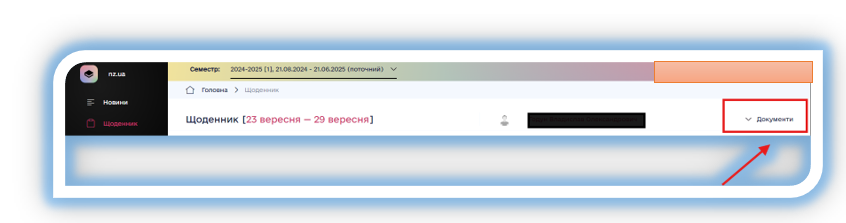 nz.ua
Семестр: 2024-2025 [1], 21.08.2024 - 21.06.2025 (поточний)
Головна > Щоденник
Новини
Щоденник [23 вересня — 29 вересня]
Документи
Щоденник